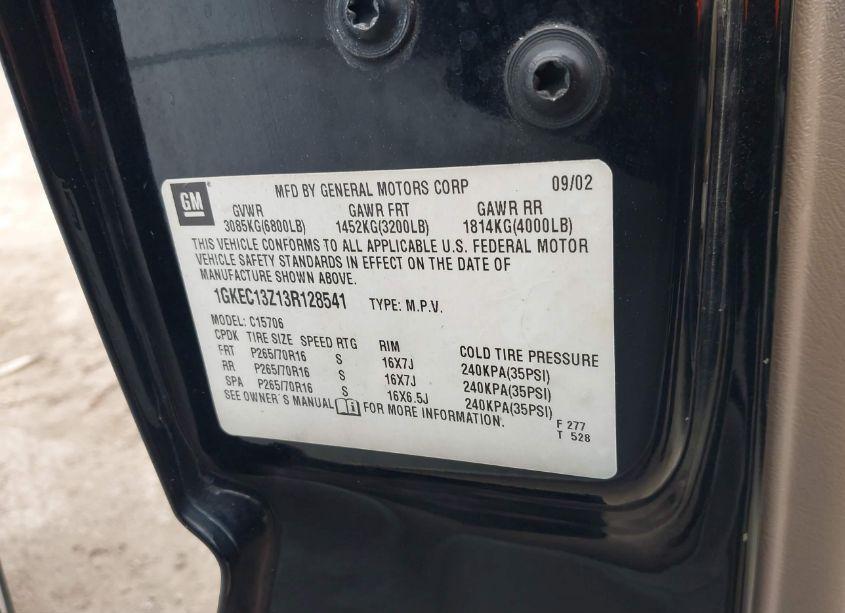 GM MFD BY GENERAL MOTORS CORP 09/02
GVWR GAWR FRT GAWR RR
3085KG(6800LB) 1452KG(3200LB) 1814KG(4000LB)
THIS VEHICLE CONFORMS TO ALL APPLICABLE U.S. FEDERAL MOTOR
VEHICLE SAFETY STANDARDS IN EFFECT ON THE DATE OF
MANUFACTURE SHOWN ABOVE.
1GKEC13Z13R128541 TYPE: M.P.V.
MODEL: C15706
CPDK TIRE SIZE SPEED RTG RIM COLD TIRE PRESSURE
FRT P265/70R16 S 16X7J 240KPA(35PSI)
RR P265/70R16 S 16X7J 240KPA(35PSI)
SPA P265/70R16 S 16X6.5J 240KPA(35PSI)
SEE OWNER'S MANUAL i FOR MORE INFORMATION.
F 277
T 528